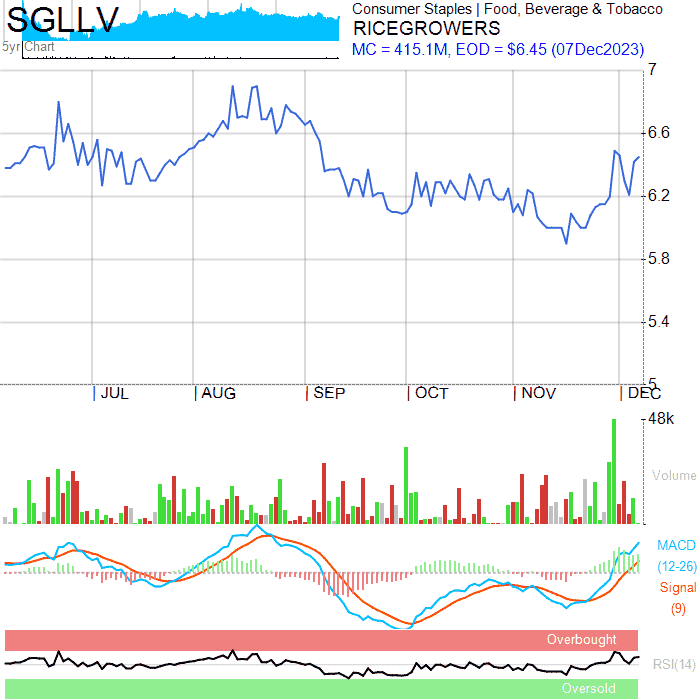 SGLLV
5yr Chart
Consumer Staples | Food, Beverage & Tobacco
RICEGROWERS
MC = 415.1M, EOD = $6.45 (07Dec2023)
7
6.6
6.2
5.8
5.4
5
JUL AUG SEP OCT NOV DEC
48k
Volume
MACD
(12-26)
Signal
(9)
Overbought
RSI(14)
Oversold